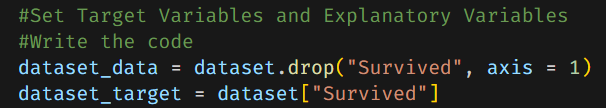 #Set Target Variables and Explanatory Variables
#Write the code
dataset_data = dataset.drop("Survived", axis = 1)
dataset_target = dataset["Survived"]